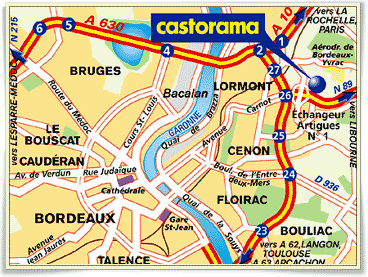 castorama
N 215
6
5
A 630
4
2
1
A 10
vers LA
ROCHELLE,
PARIS
Aérodr. de
Bordeaux-
Yvrac
BRUGES
Bacalan
LORMONT
27
26
N 89
vers LESPARRE-MEDOC
Route du Médoc
Cours St-Louis
GARONNE
Quai de Brazza
Carnot
Avenue
Échangeur
Artigues
N° 1
vers LIBOURNE
LE
BOUSCAT
CAUDÉRAN
Av. de Verdun
Rue Judaïque
Cathédrale
25
CENON
24
Boul. de l'Entre-
deux-Mers
D 936
BORDEAUX
Gare
St-Jean
Quai de la Souys
FLOIRAC
23
BOULIAC
Avenue
Jean Jaurès
TALENCE
vers A 62, LANGON,
TOULOUSE
A 63 ARCACHON